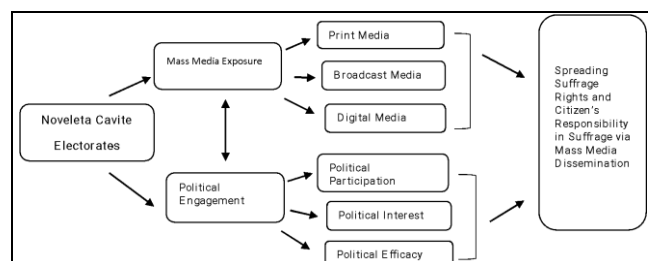 Print Media
Mass Media Exposure
Broadcast Media
Digital Media
Noveleta Cavite
Electorates
Political
Engagement
Political
Participation
Political Interest
Political Efficacy
Spreading
Suffrage
Rights and
Citizen's
Responsibility
in Suffrage via
Mass Media
Dissemination